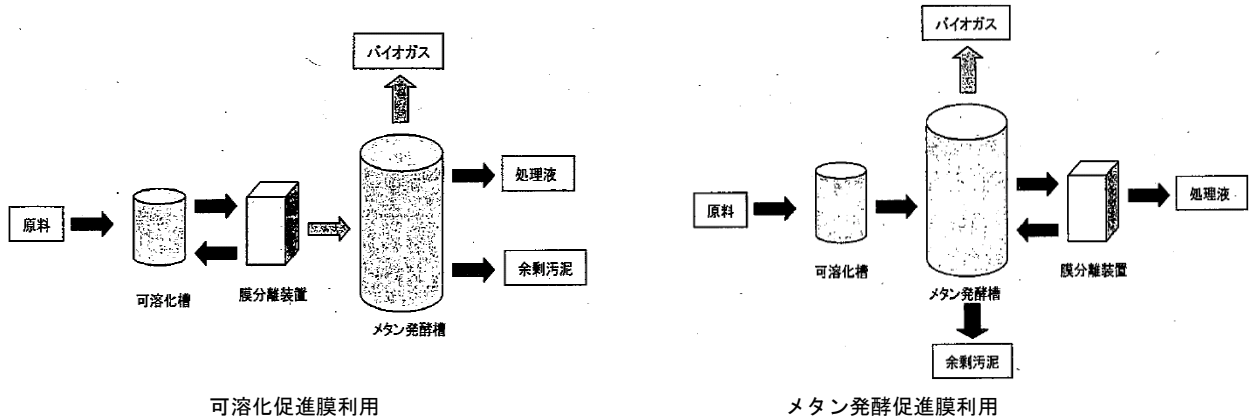 バイオガス
処理液
原料
余剰汚泥
可溶化槽
膜分離装置
メタン発酵槽
可溶化促進膜利用
バイオガス
原料
処理液
可溶化槽
膜分離装置
メタン発酵槽
余剰汚泥
メタン発酵促進膜利用